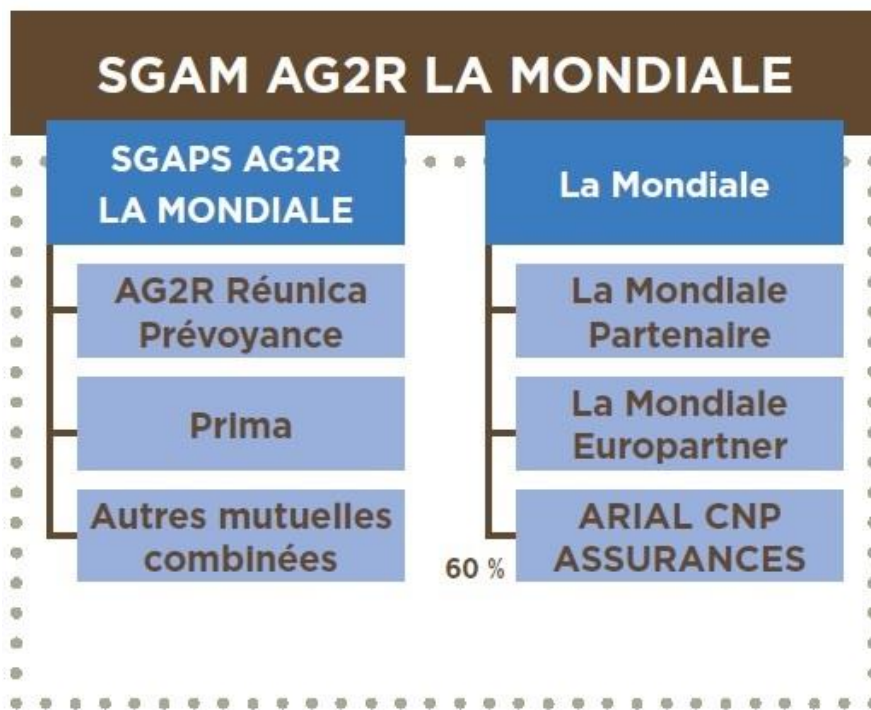 SGAM AG2R LA MONDIALE
SGAPS AG2R
LA MONDIALE
AG2R Réunica
Prévoyance
Prima
Autres mutuelles
combinées
La Mondiale
La Mondiale
Partenaire
La Mondiale
Europartner
60 %
ARIAL CNP
ASSURANCES